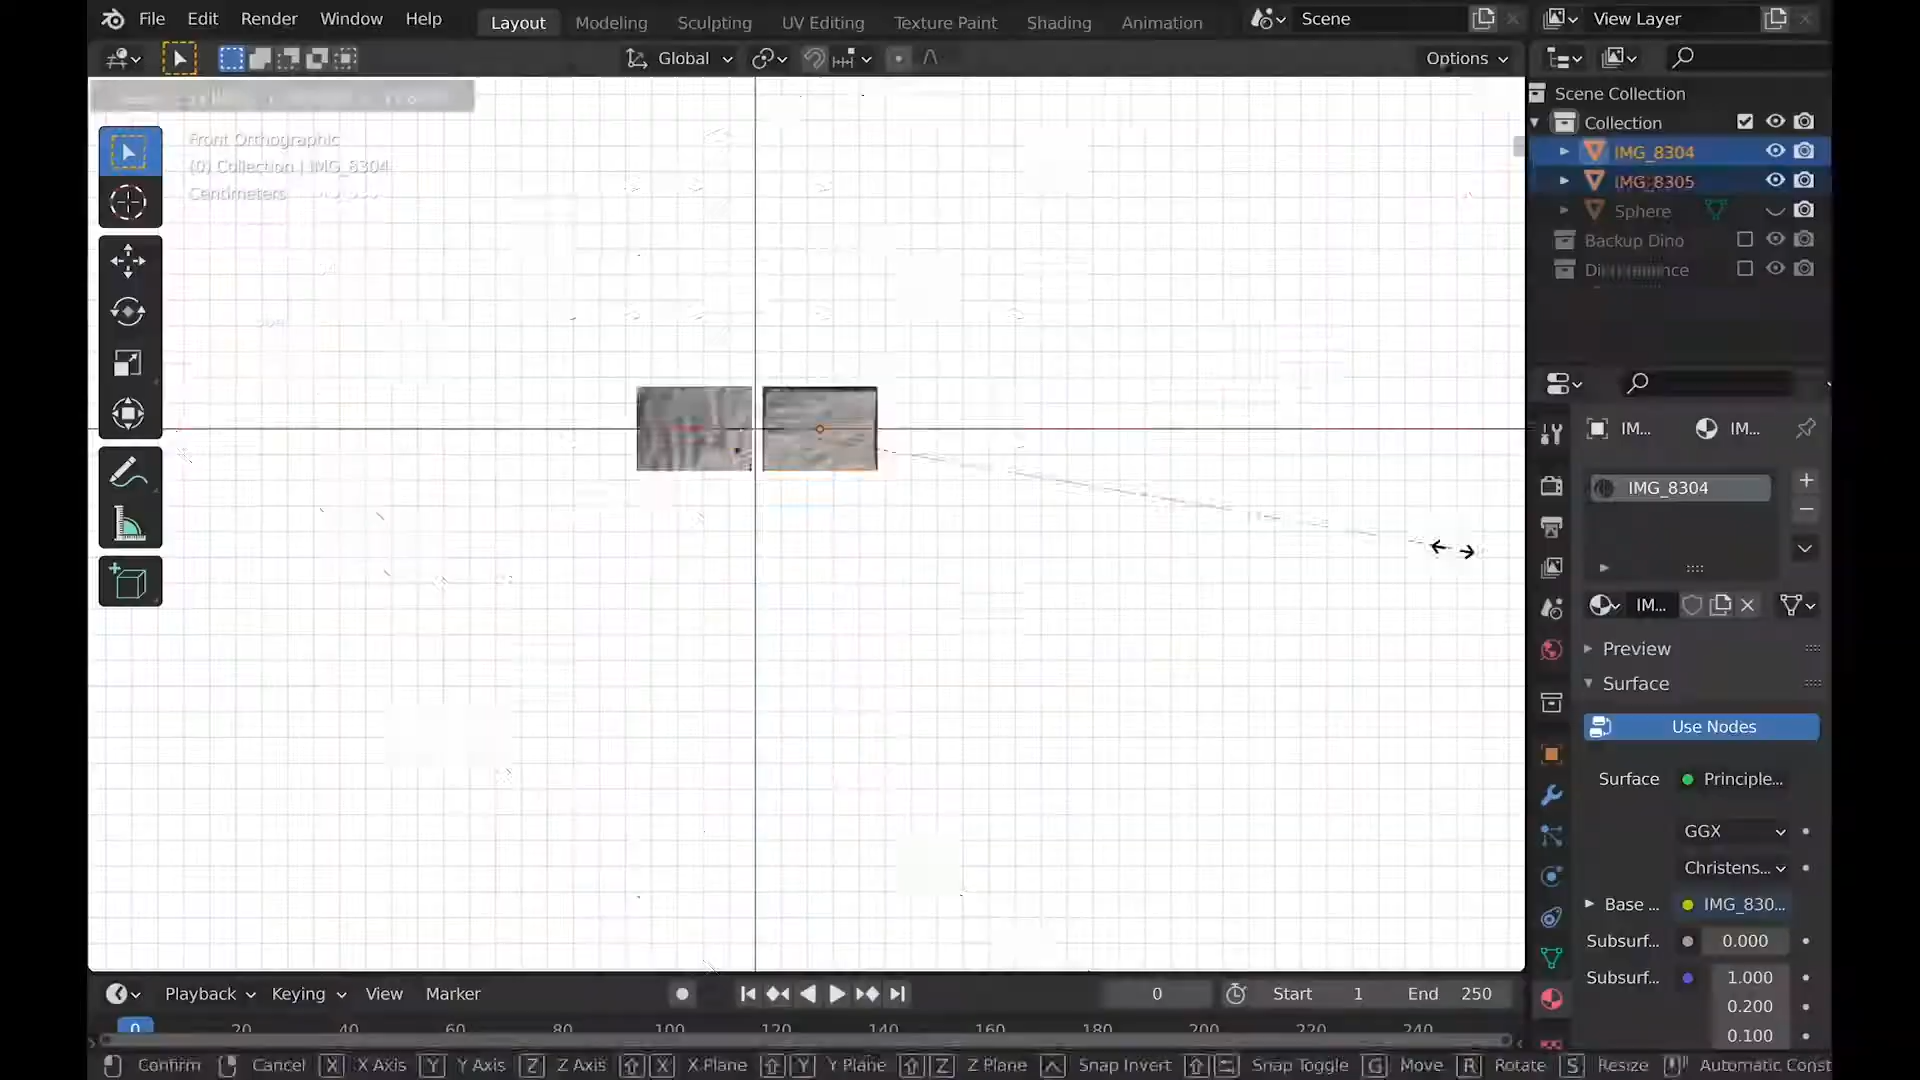 File Edit Render Window Help
Layout Modeling Sculpting UV Editing Texture Paint Shading Animation
Scene
View Layer
Global
Options
Front Orthographic
(0) Collection | IMG_8304
Centimeters
Scene Collection
Collection
IMG_8304
IMG_8305
Sphere
Backup Dino
IM... IM...
IMG_8304
IM...
Preview
Surface
Use Nodes
Surface Principle...
GGX
Christens...
Base ... IMG_830...
Subsurf... 0.000
Subsurf... 1.000
0.200
0.100
Playback Keying View Marker
0 Start 1 End 250
0 20 40 60 80 100 120 140 160 180 200 220 240
Confirm Cancel X X Axis Y Y Axis Z Z Axis X X Plane Y Y Plane Z Z Plane Snap Invert Snap Toggle G Move R Rotate S Resize Automatic Const